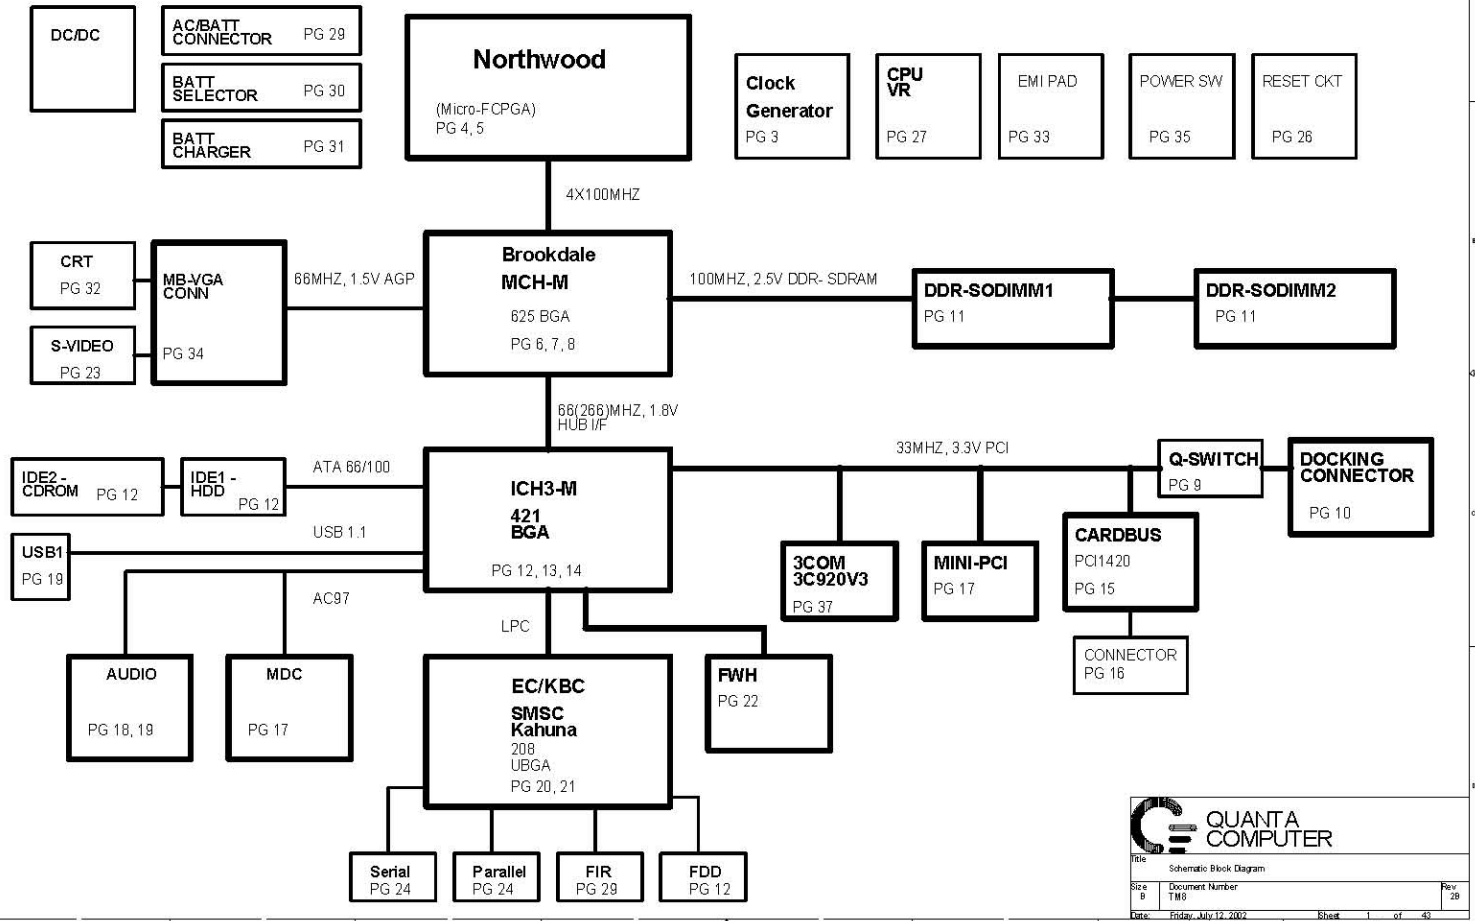 DC/DC
AC/BATT
CONNECTOR PG 29
BATT
SELECTOR PG 30
BATT
CHARGER PG 31
Northwood
(Micro-FCPGA)
PG 4, 5
Clock
Generator
PG 3
CPU
VR
PG 27
EMI PAD
PG 33
POWER SW
PG 35
RESET CKT
PG 26
4X100MHZ
CRT
PG 32
S-VIDEO
PG 23
MB-VGA
CONN
PG 34
66MHZ, 1.5V AGP
Brookdale
MCH-M
625 BGA
PG 6, 7, 8
100MHZ, 2.5V DDR- SDRAM
DDR-SODIMM1
PG 11
DDR-SODIMM2
PG 11
66(266)MHZ, 1.8V
HUB I/F
IDE2 -
CDROM PG 12
IDE1 -
HDD
PG 12
ATA 66/100
USB 1.1
USB1
PG 19
AC97
ICH3-M
421
BGA
PG 12, 13, 14
33MHZ, 3.3V PCI
Q-SWITCH
PG 9
DOCKING
CONNECTOR
PG 10
3COM
3C920V3
PG 37
MINI-PCI
PG 17
CARDBUS
PCI1420
PG 15
CONNECTOR
PG 16
LPC
AUDIO
PG 18, 19
MDC
PG 17
EC/KBC
SMSC
Kahuna
208
UBGA
PG 20, 21
FWH
PG 22
Serial
PG 24
Parallel
PG 24
FIR
PG 29
FDD
PG 12
QUANTA
COMPUTER
Title
Schematic Block Diagram
Size Document Number Rev
B TM8 2B
Date: Friday, July 12, 2002 Sheet 1 of 43